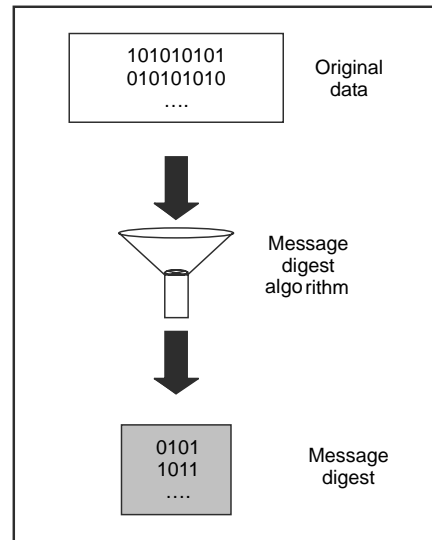 101010101
010101010
....
Original
data
Message
digest
algo rithm
0101
1011
....
Message
digest